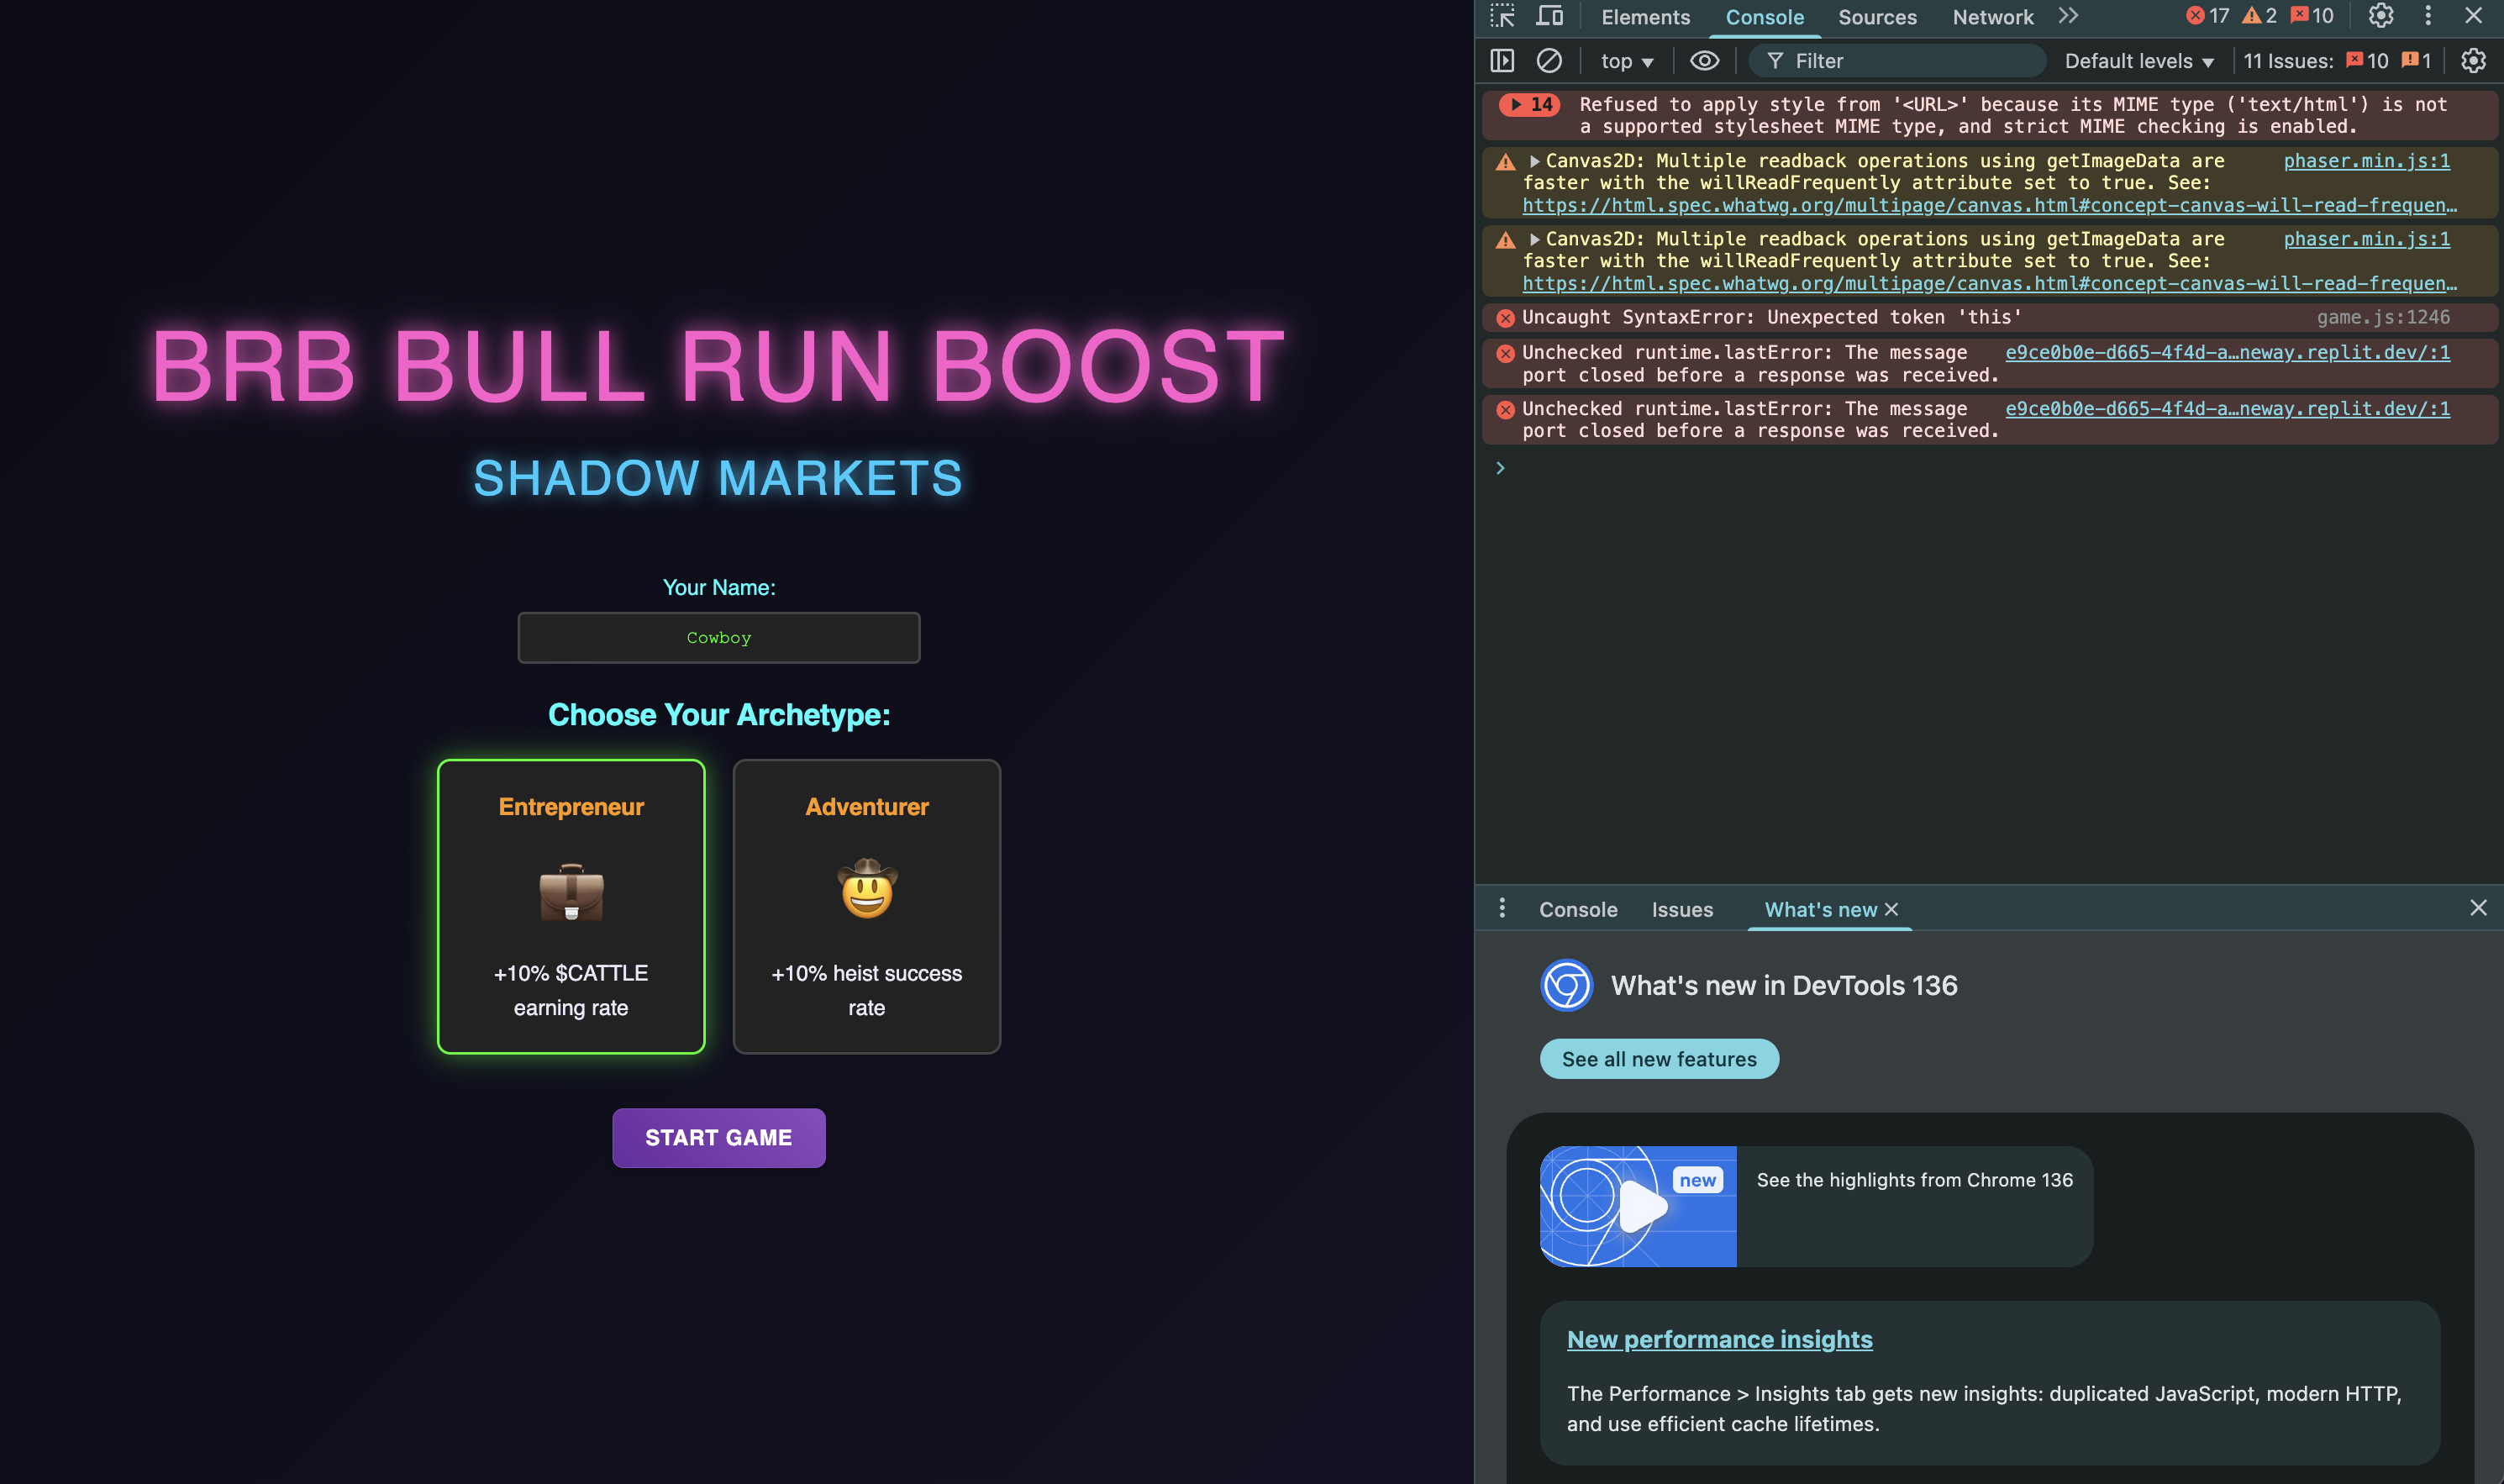 BRB BULL RUN BOOST
SHADOW MARKETS
Your Name:
Cowboy
Choose Your Archetype:
Entrepreneur
+10% $CATTLE
earning rate
Adventurer
+10% heist success
rate
START GAME
Elements Console Sources Network 17 2 10
top Filter Default levels 11 Issues: 10 1
14 Refused to apply style from '<URL>' because its MIME type ('text/html') is not
a supported stylesheet MIME type, and strict MIME checking is enabled.
Canvas2D: Multiple readback operations using getImageData are phaser.min.js:1
faster with the willReadFrequently attribute set to true. See:
https://html.spec.whatwg.org/multipage/canvas.html#concept-canvas-will-read-frequen…
Canvas2D: Multiple readback operations using getImageData are phaser.min.js:1
faster with the willReadFrequently attribute set to true. See:
https://html.spec.whatwg.org/multipage/canvas.html#concept-canvas-will-read-frequen…
Uncaught SyntaxError: Unexpected token 'this' game.js:1246
Unchecked runtime.lastError: The message e9ce0b0e-d665-4f4d-a…neway.replit.dev/:1
port closed before a response was received.
Unchecked runtime.lastError: The message e9ce0b0e-d665-4f4d-a…neway.replit.dev/:1
port closed before a response was received.
Console Issues What's new
What's new in DevTools 136
See all new features
new
See the highlights from Chrome 136
New performance insights
The Performance > Insights tab gets new insights: duplicated JavaScript, modern HTTP,
and use efficient cache lifetimes.